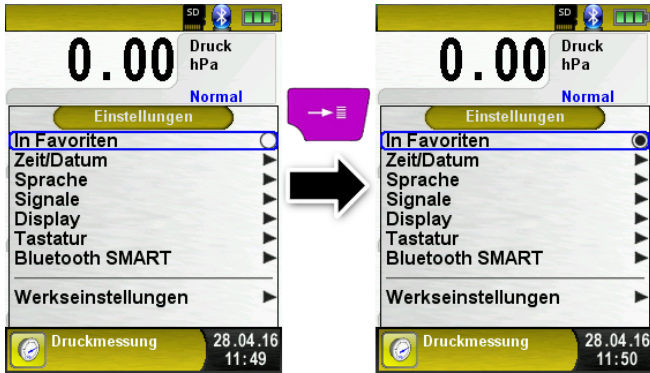 SD
0.00 Druck
hPa
Normal
Einstellungen
In Favoriten
Zeit/Datum
Sprache
Signale
Display
Tastatur
Bluetooth SMART
Werkseinstellungen
Druckmessung 28.04.16
11:49
SD
0.00 Druck
hPa
Normal
Einstellungen
In Favoriten
Zeit/Datum
Sprache
Signale
Display
Tastatur
Bluetooth SMART
Werkseinstellungen
Druckmessung 28.04.16
11:50